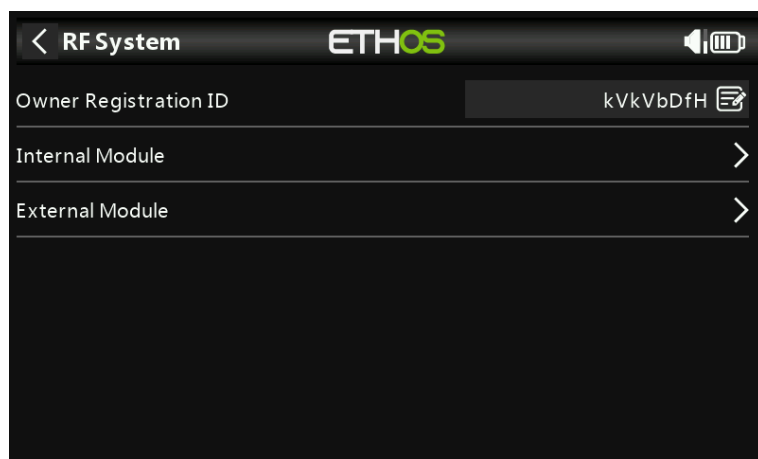 RF System
ETHOS
Owner Registration ID
kVkVbDfH
Internal Module
External Module